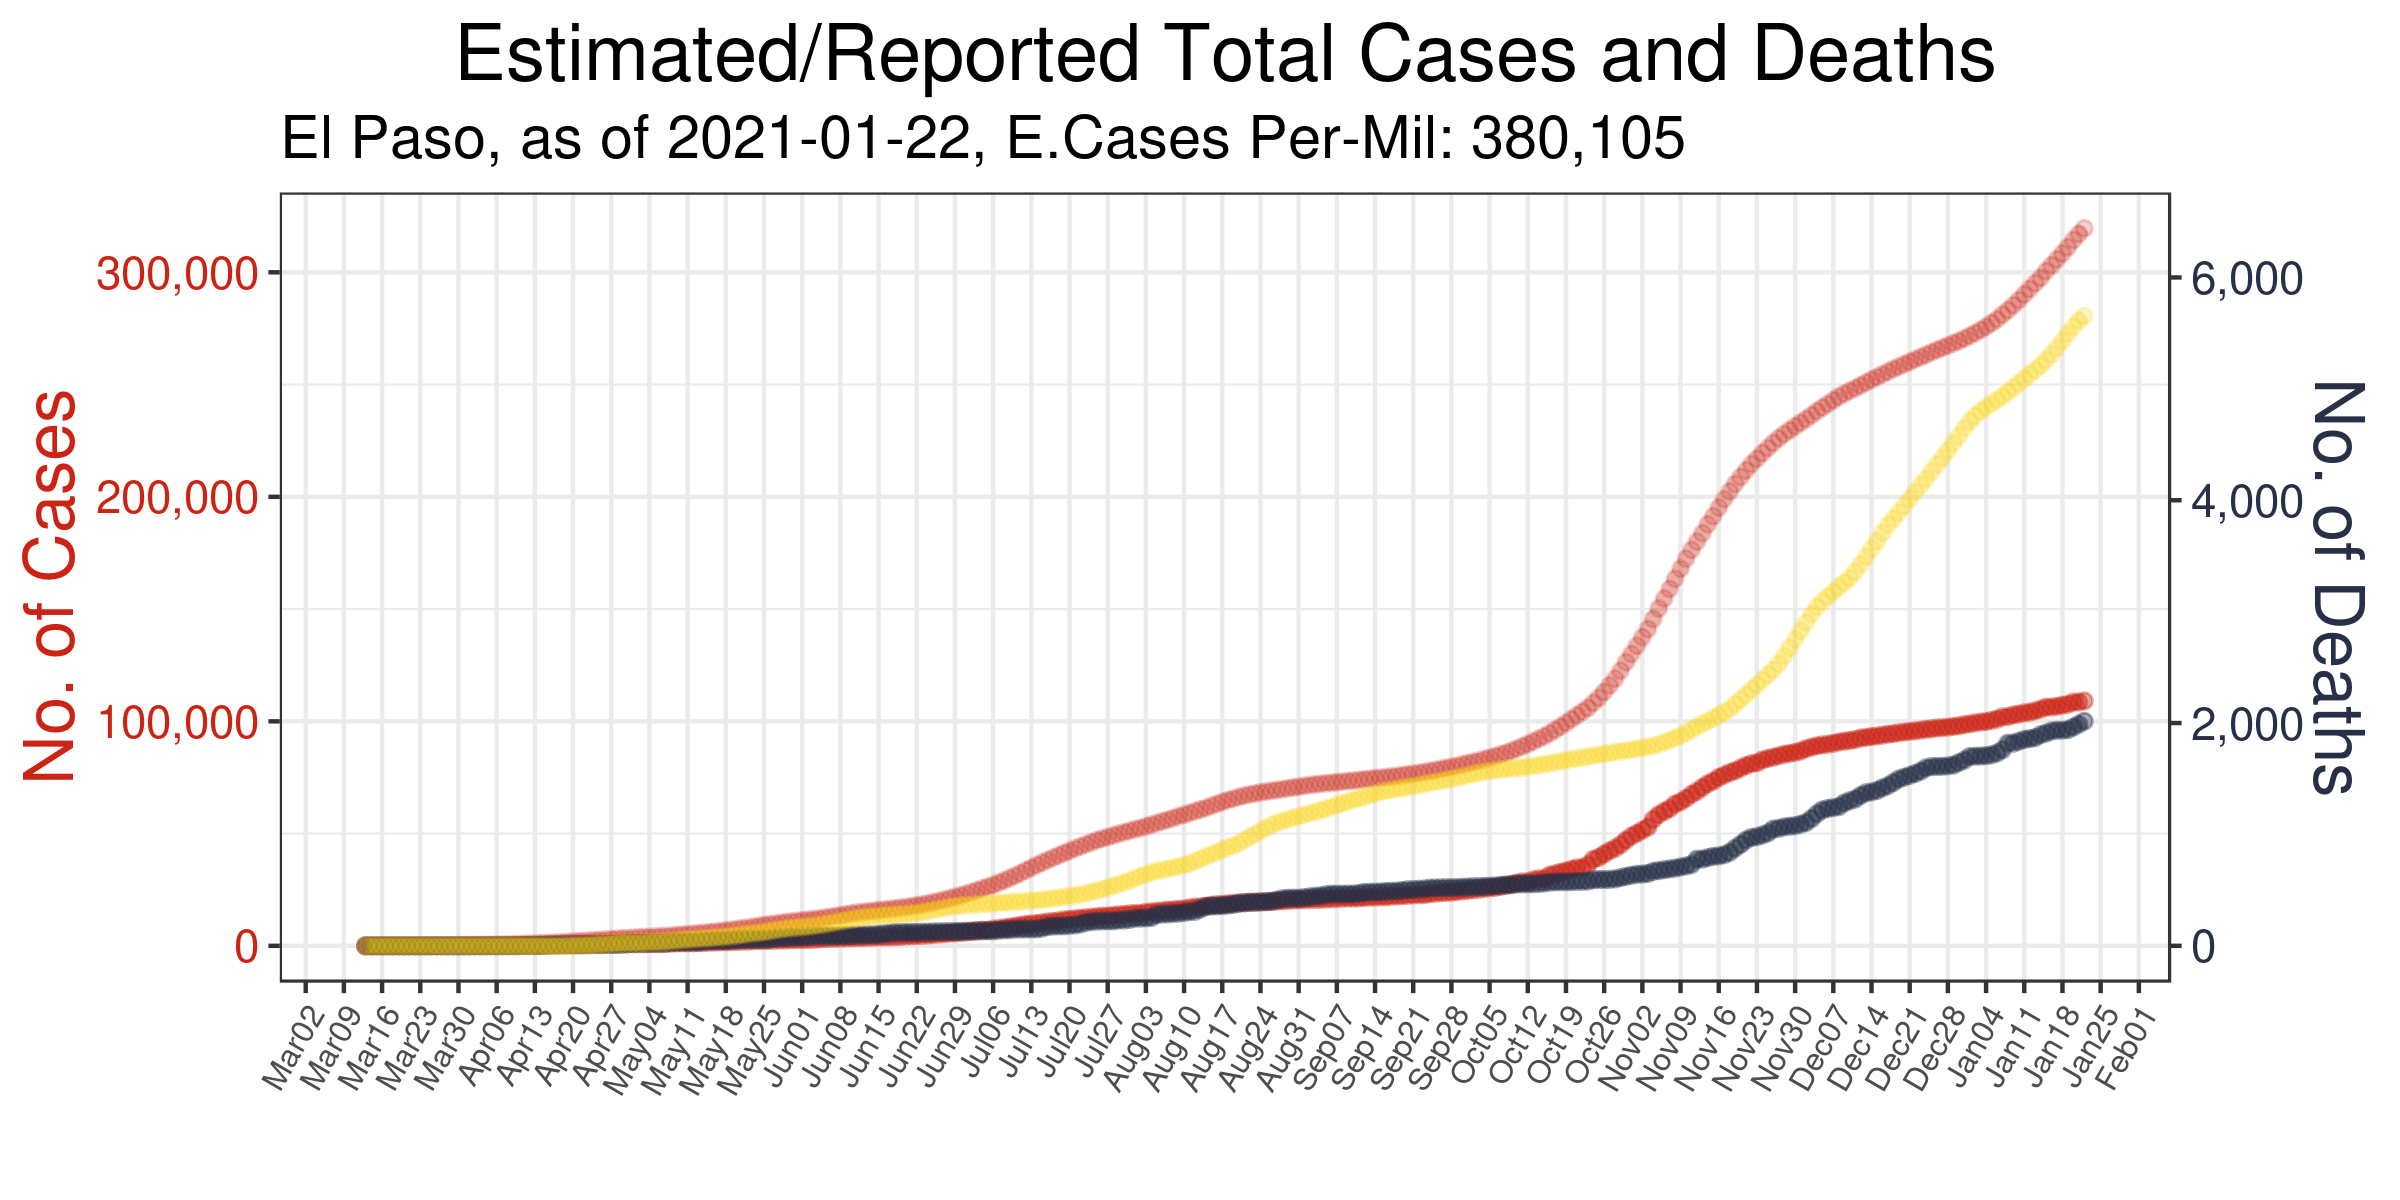 Estimated/Reported Total Cases and Deaths
El Paso, as of 2021-01-22, E.Cases Per-Mil: 380,105
No. of Cases
300,000
200,000
100,000
0
6,000
4,000
2,000
0
No. of Deaths
Mar02
Mar09
Mar16
Mar23
Mar30
Apr06
Apr13
Apr20
Apr27
May04
May11
May18
May25
Jun01
Jun08
Jun15
Jun22
Jun29
Jul06
Jul13
Jul20
Jul27
Aug03
Aug10
Aug17
Aug24
Aug31
Sep07
Sep14
Sep21
Sep28
Oct05
Oct12
Oct19
Oct26
Nov02
Nov09
Nov16
Nov23
Nov30
Dec07
Dec14
Dec21
Dec28
Jan04
Jan11
Jan18
Jan25
Feb01